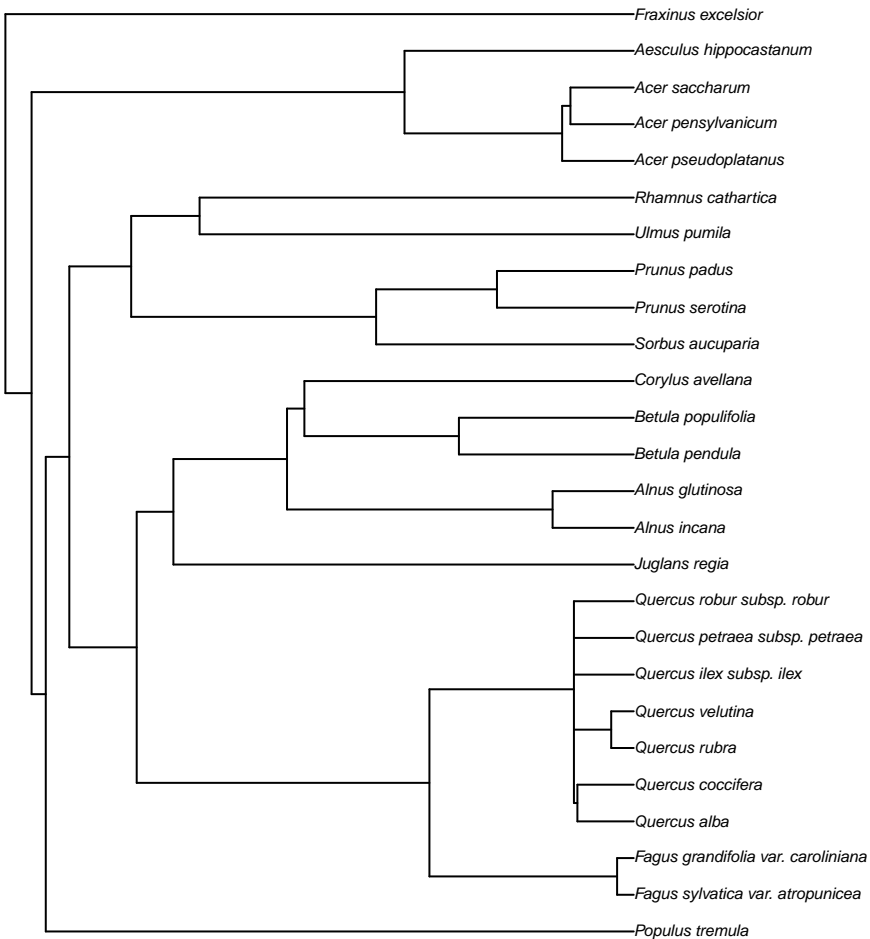 Fraxinus excelsior
Aesculus hippocastanum
Acer saccharum
Acer pensylvanicum
Acer pseudoplatanus
Rhamnus cathartica
Ulmus pumila
Prunus padus
Prunus serotina
Sorbus aucuparia
Corylus avellana
Betula populifolia
Betula pendula
Alnus glutinosa
Alnus incana
Juglans regia
Quercus robur subsp. robur
Quercus petraea subsp. petraea
Quercus ilex subsp. ilex
Quercus velutina
Quercus rubra
Quercus coccifera
Quercus alba
Fagus grandifolia var. caroliniana
Fagus sylvatica var. atropunicea
Populus tremula